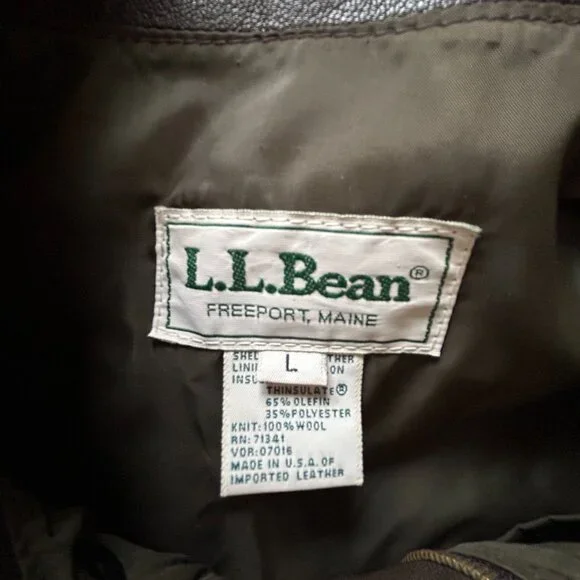 L.L.Bean®
FREEPORT, MAINE
L
THINSULATE®
65% OLEFIN
35% POLYESTER
KNIT: 100% WOOL
RN: 71341
VDR: 07016
MADE IN U.S.A. OF
IMPORTED LEATHER